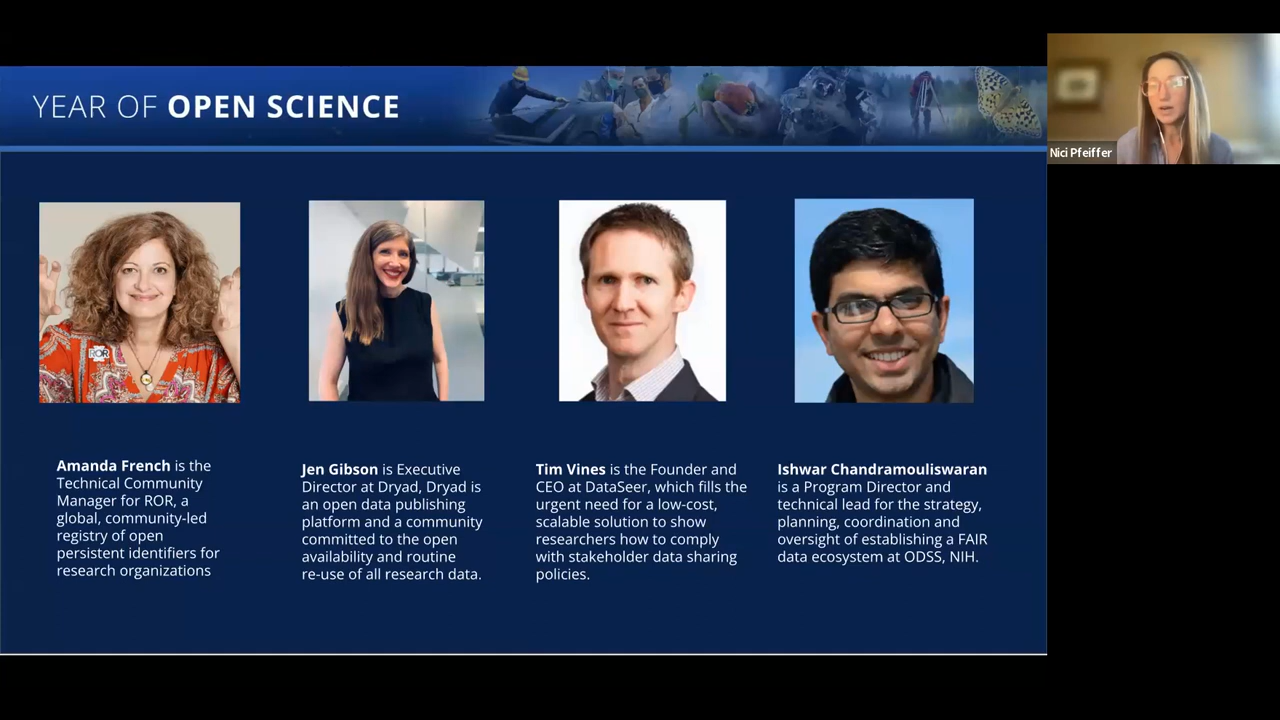 YEAR OF OPEN SCIENCE
Nici Pfeiffer
ROR
Amanda French is the
Technical Community
Manager for ROR, a
global, community-led
registry of open
persistent identifiers for
research organizations
Jen Gibson is Executive
Director at Dryad, Dryad is
an open data publishing
platform and a community
committed to the open
availability and routine
re-use of all research data.
Tim Vines is the Founder and
CEO at DataSeer, which fills the
urgent need for a low-cost,
scalable solution to show
researchers how to comply
with stakeholder data sharing
policies.
Ishwar Chandramouliswaran
is a Program Director and
technical lead for the strategy,
planning, coordination and
oversight of establishing a FAIR
data ecosystem at ODSS, NIH.